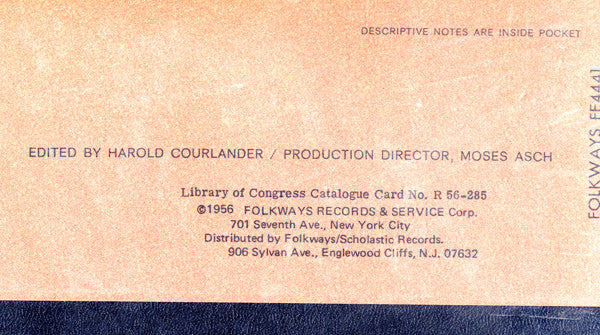 DESCRIPTIVE NOTES ARE INSIDE POCKET
FOLKWAYS FE4441
EDITED BY HAROLD COURLANDER / PRODUCTION DIRECTOR, MOSES ASCH
Library of Congress Catalogue Card No. R 56-285
©1956 FOLKWAYS RECORDS & SERVICE Corp.
701 Seventh Ave., New York City
Distributed by Folkways/Scholastic Records.
906 Sylvan Ave., Englewood Cliffs, N.J. 07632